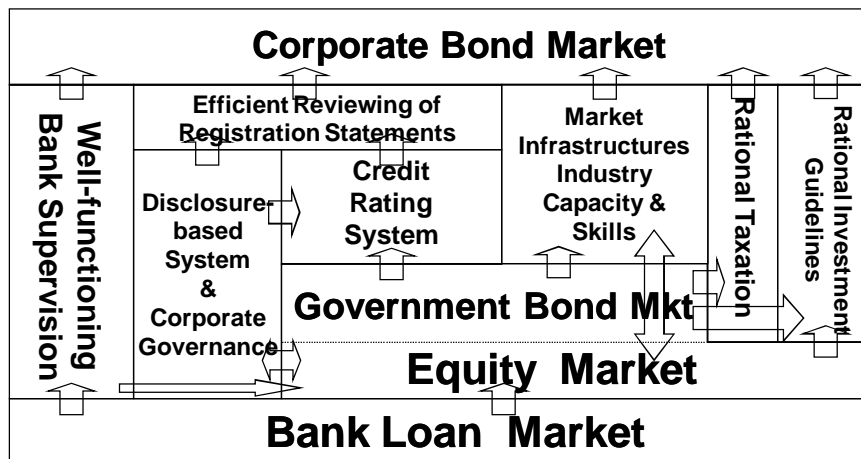 Corporate Bond Market
Well-functioning
Bank Supervision
Efficient Reviewing of
Registration Statements
Disclosure-
based
System
&
Corporate
Governance
Credit
Rating
System
Market
Infrastructures
Industry
Capacity &
Skills
Rational Taxation
Rational Investment
Guidelines
Government Bond Mkt
Equity Market
Bank Loan Market